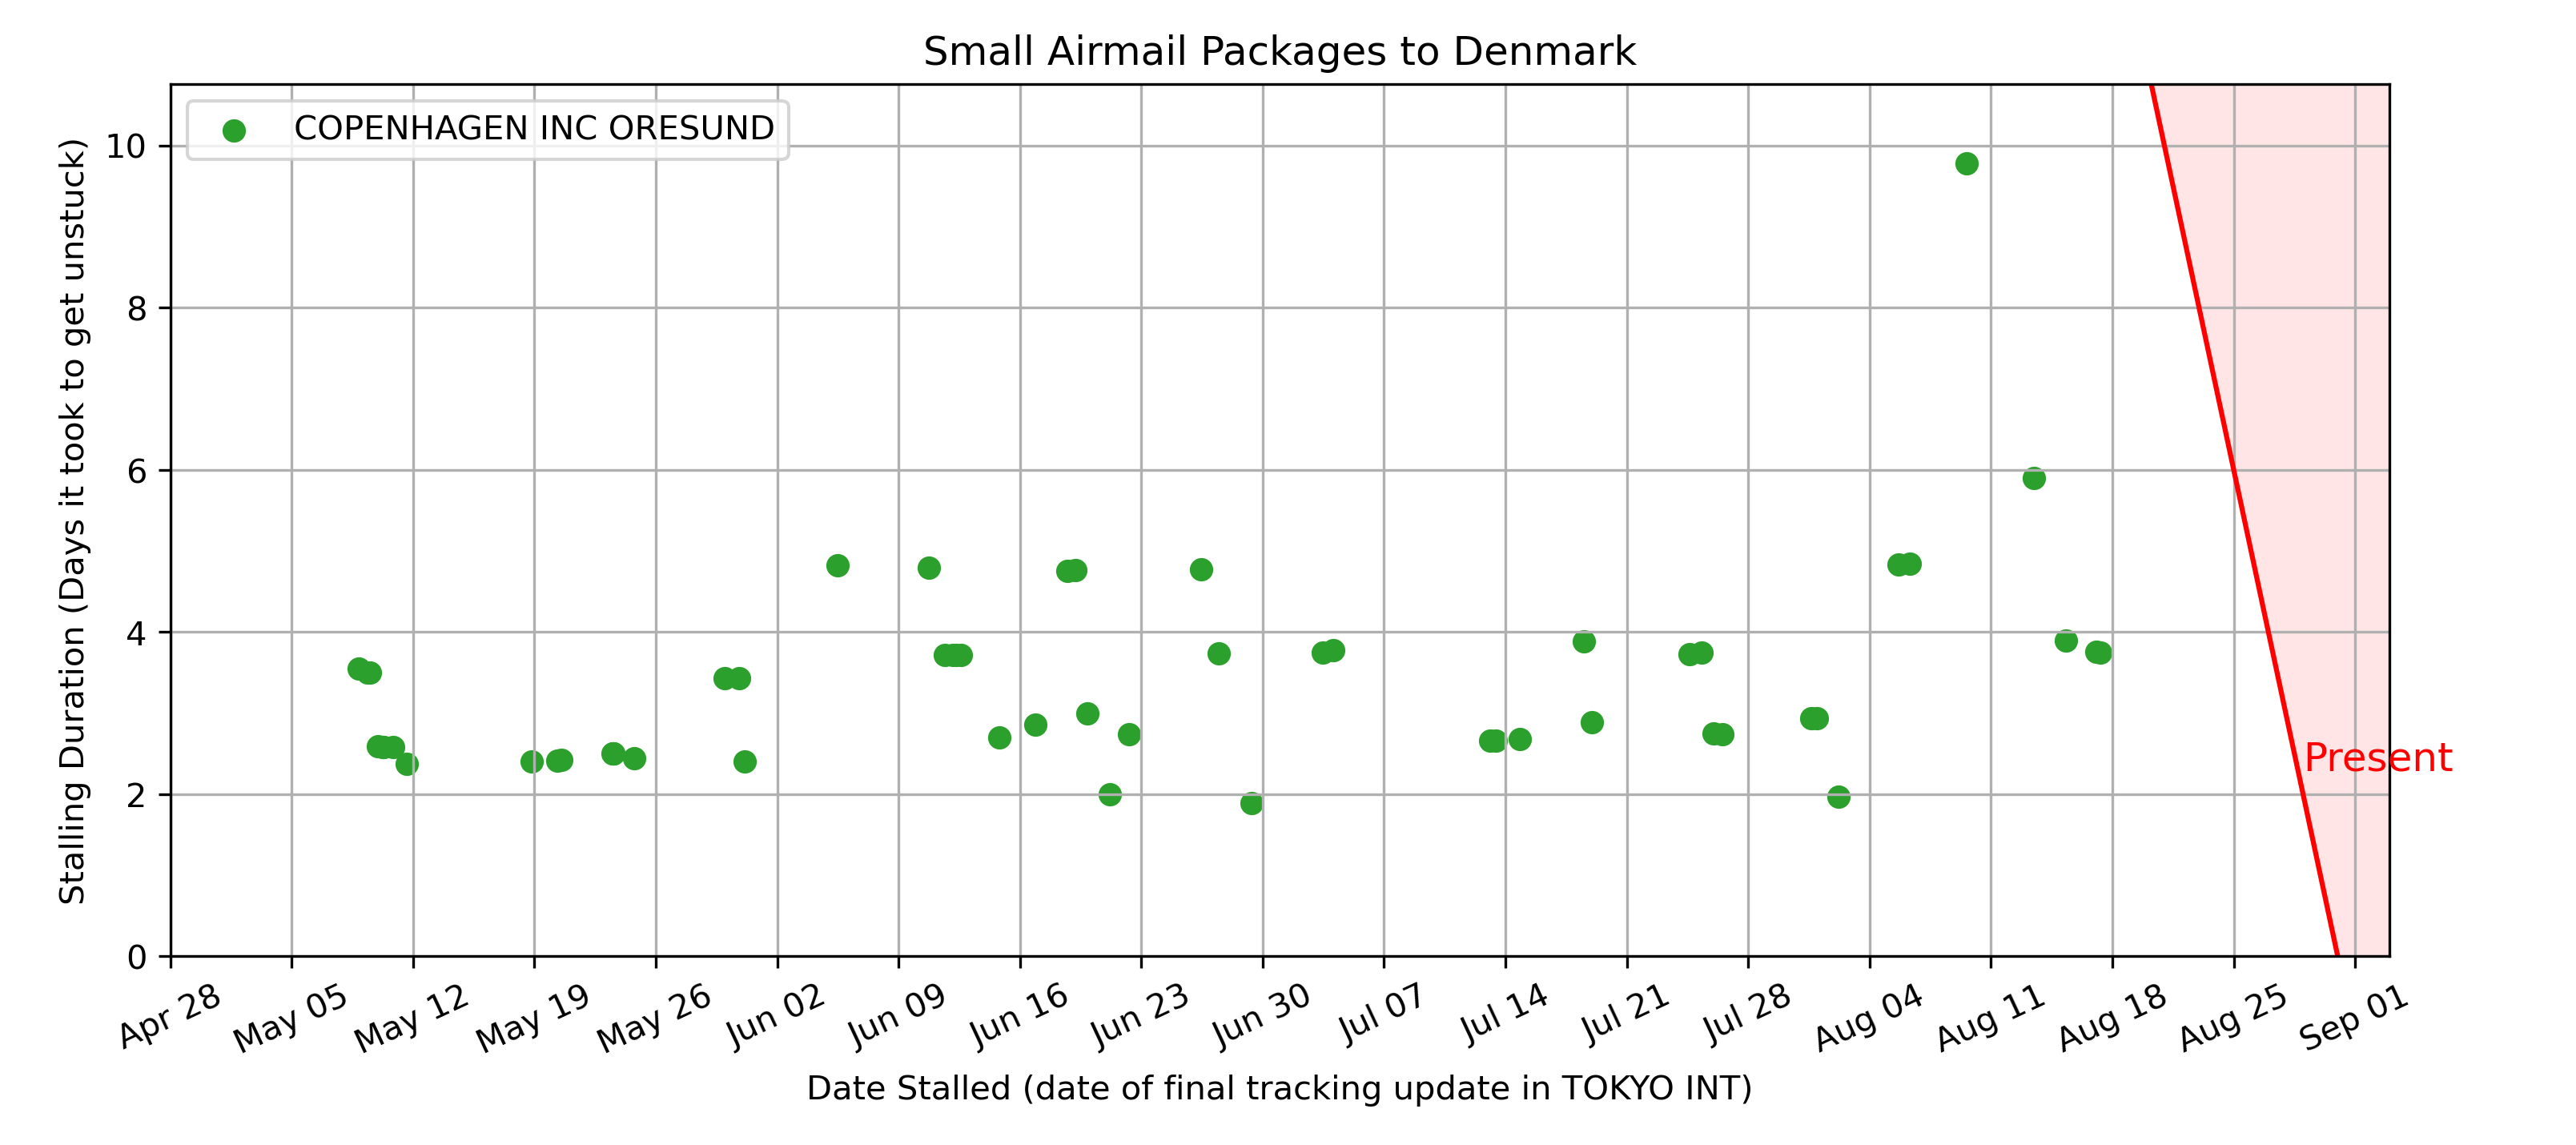 Small Airmail Packages to Denmark
COPENHAGEN INC ORESUND
Stalling Duration (Days it took to get unstuck)
10
8
6
4
2
0
Present
Apr 28
May 05
May 12
May 19
May 26
Jun 02
Jun 09
Jun 16
Jun 23
Jun 30
Jul 07
Jul 14
Jul 21
Jul 28
Aug 04
Aug 11
Aug 18
Aug 25
Sep 01
Date Stalled (date of final tracking update in TOKYO INT)